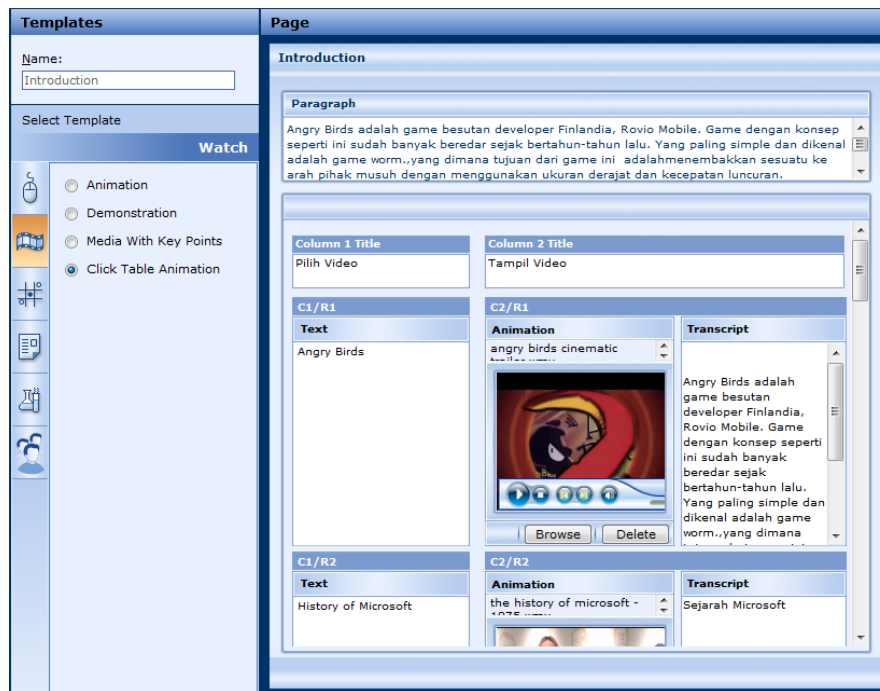 Templates
Name:
Introduction
Select Template
Watch
Animation
Demonstration
Media With Key Points
Click Table Animation
Page
Introduction
Paragraph
Angry Birds adalah game besutan developer Finlandia, Rovio Mobile. Game dengan konsep
seperti ini sudah banyak beredar sejak bertahun-tahun lalu. Yang paling simple dan dikenal
adalah game worm.,yang dimana tujuan dari game ini adalahmenembakkan sesuatu ke
arah pihak musuh dengan menggunakan ukuran derajat dan kecepatan luncuran.
Column 1 Title
Pilih Video
Column 2 Title
Tampil Video
C1/R1
Text
Angry Birds
C2/R1
Animation
angry birds cinematic
Browse
Delete
Transcript
Angry Birds adalah
game besutan
developer Finlandia,
Rovio Mobile. Game
dengan konsep seperti
ini sudah banyak
beredar sejak
bertahun-tahun lalu.
Yang paling simple dan
dikenal adalah game
worm.,yang dimana
C1/R2
Text
History of Microsoft
C2/R2
Animation
the history of microsoft -
Transcript
Sejarah Microsoft